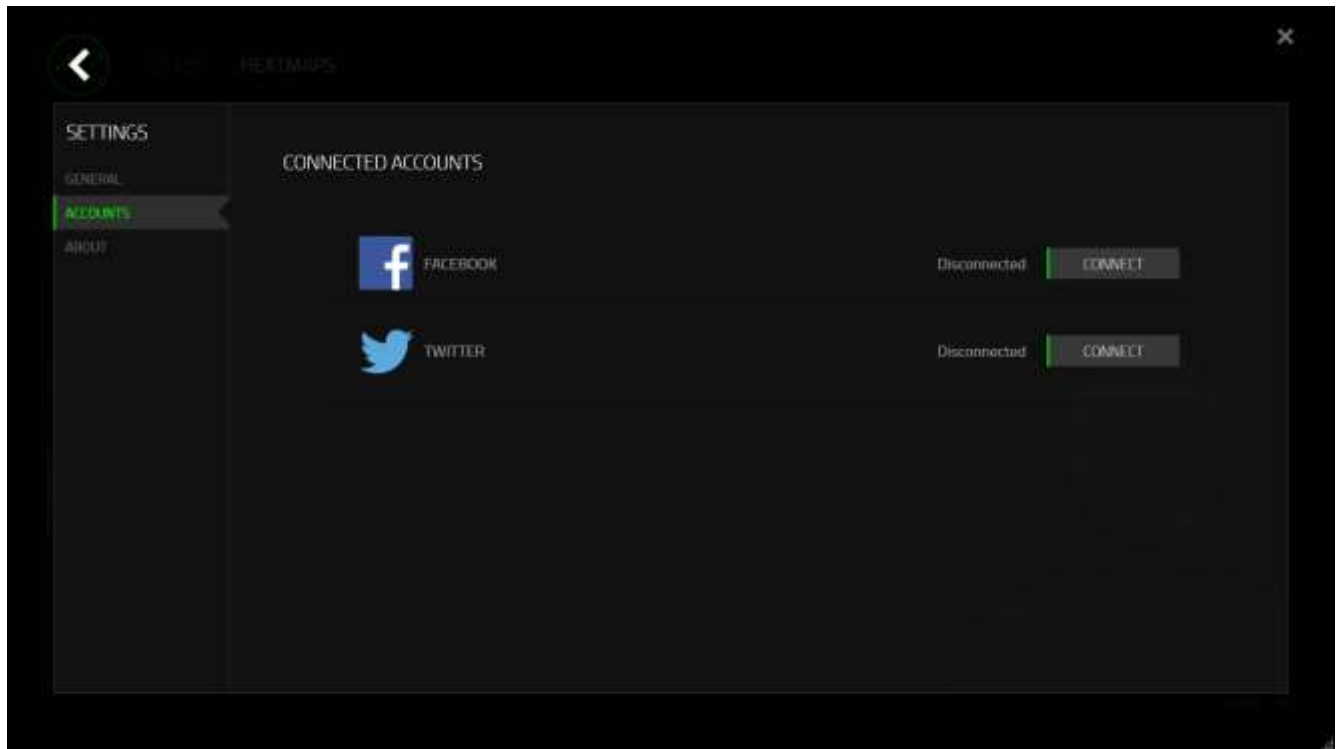 HEATMAPS
SETTINGS
GENERAL
ACCOUNTS
ABOUT
CONNECTED ACCOUNTS
FACEBOOK Disconnected CONNECT
TWITTER Disconnected CONNECT